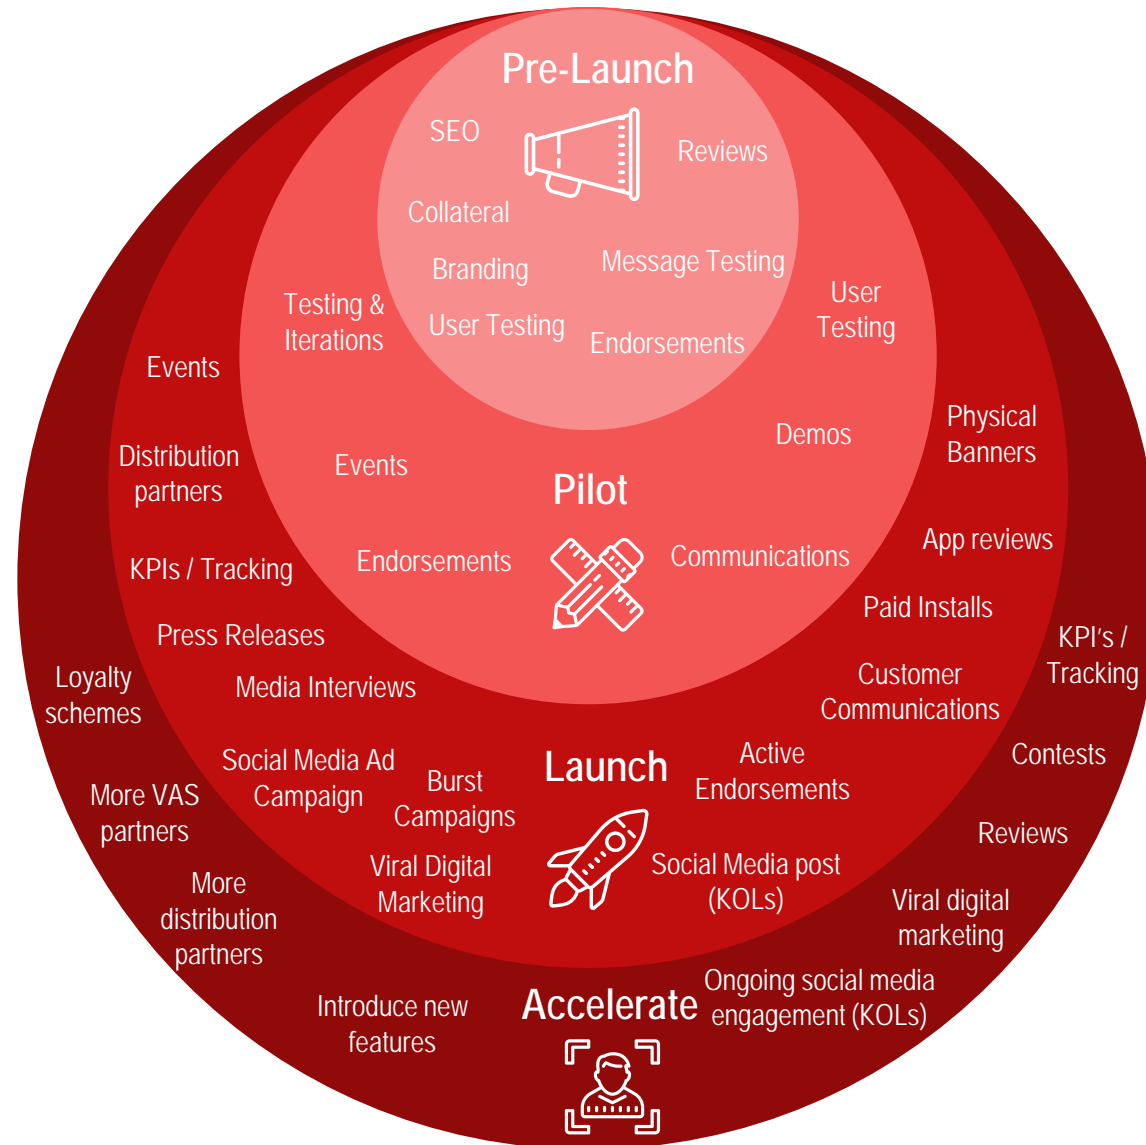 Pre-Launch
SEO
Reviews
Collateral
Branding
Message Testing
User Testing
Endorsements
Testing &
Iterations
User
Testing
Events
Demos
Pilot
Endorsements
Communications
Events
Distribution
partners
KPIs / Tracking
Press Releases
Media Interviews
Social Media Ad
Campaign
Burst
Campaigns
Viral Digital
Marketing
Launch
Physical
Banners
App reviews
Paid Installs
Customer
Communications
Active
Endorsements
Social Media post
(KOLs)
Loyalty
schemes
More VAS
partners
More
distribution
partners
Introduce new
features
Accelerate
KPI's /
Tracking
Contests
Reviews
Viral digital
marketing
Ongoing social media
engagement (KOLs)